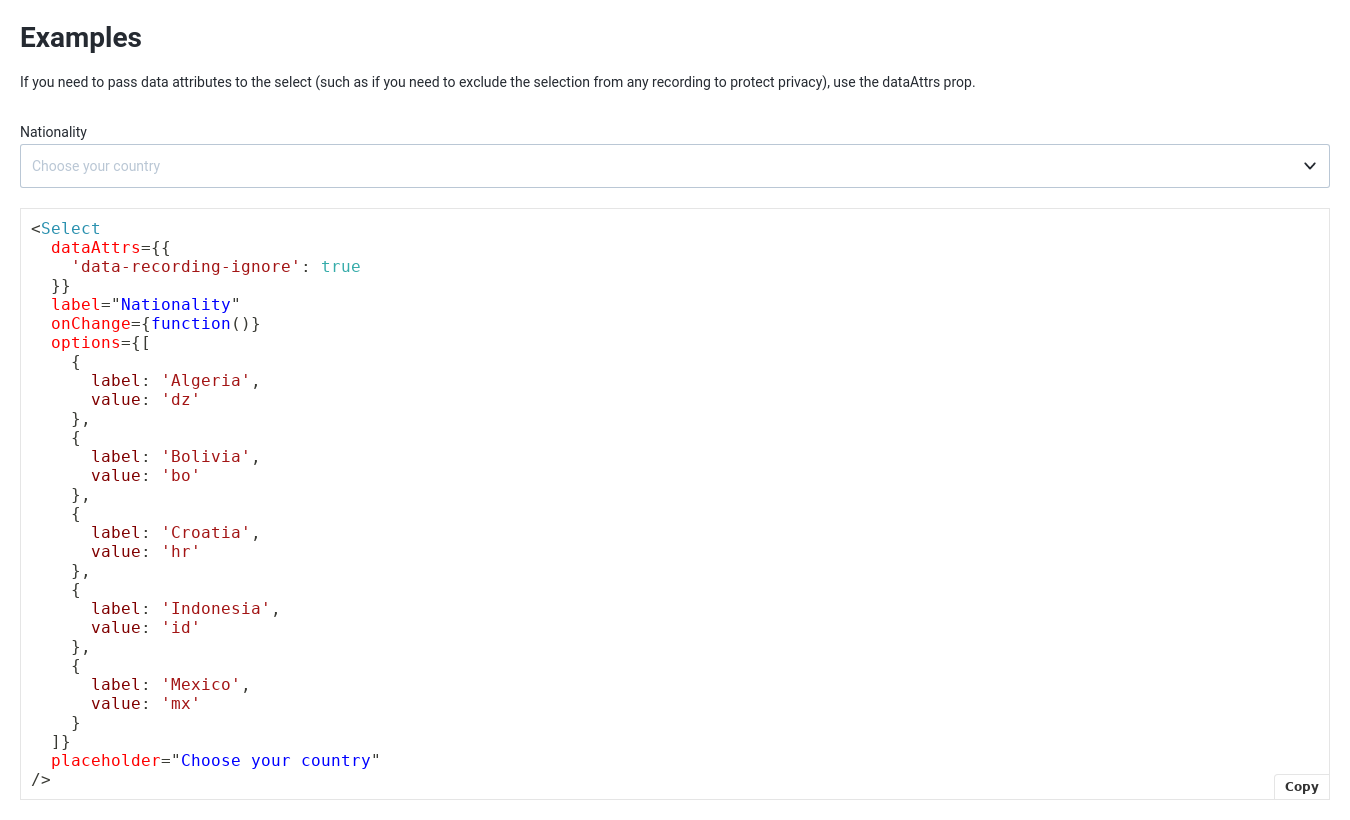 Examples
If you need to pass data attributes to the select (such as if you need to exclude the selection from any recording to protect privacy), use the dataAttrs prop.
Nationality
Choose your country
<Select
  dataAttrs={{
    'data-recording-ignore': true
  }}
  label="Nationality"
  onChange={function()}
  options={[
    {
      label: 'Algeria',
      value: 'dz'
    },
    {
      label: 'Bolivia',
      value: 'bo'
    },
    {
      label: 'Croatia',
      value: 'hr'
    },
    {
      label: 'Indonesia',
      value: 'id'
    },
    {
      label: 'Mexico',
      value: 'mx'
    }
  ]}
  placeholder="Choose your country"
/>
Copy